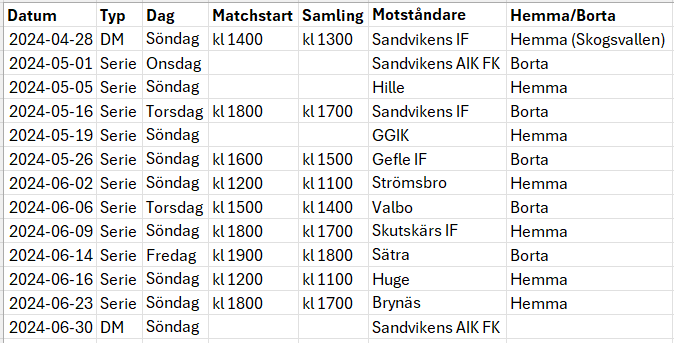 Datum Typ Dag Matchstart Samling Motståndare Hemma/Borta
2024-04-28 DM Söndag kl 1400 kl 1300 Sandvikens IF Hemma (Skogsvallen)
2024-05-01 Serie Onsdag Sandvikens AIK FK Borta
2024-05-05 Serie Söndag Hille Hemma
2024-05-16 Serie Torsdag kl 1800 kl 1700 Sandvikens IF Borta
2024-05-19 Serie Söndag GGIK Hemma
2024-05-26 Serie Söndag kl 1600 kl 1500 Gefle IF Borta
2024-06-02 Serie Söndag kl 1200 kl 1100 Strömsbro Hemma
2024-06-06 Serie Torsdag kl 1500 kl 1400 Valbo Borta
2024-06-09 Serie Söndag kl 1800 kl 1700 Skutskärs IF Hemma
2024-06-14 Serie Fredag kl 1900 kl 1800 Sätra Borta
2024-06-16 Serie Söndag kl 1200 kl 1100 Huge Hemma
2024-06-23 Serie Söndag kl 1800 kl 1700 Brynäs Hemma
2024-06-30 DM Söndag Sandvikens AIK FK